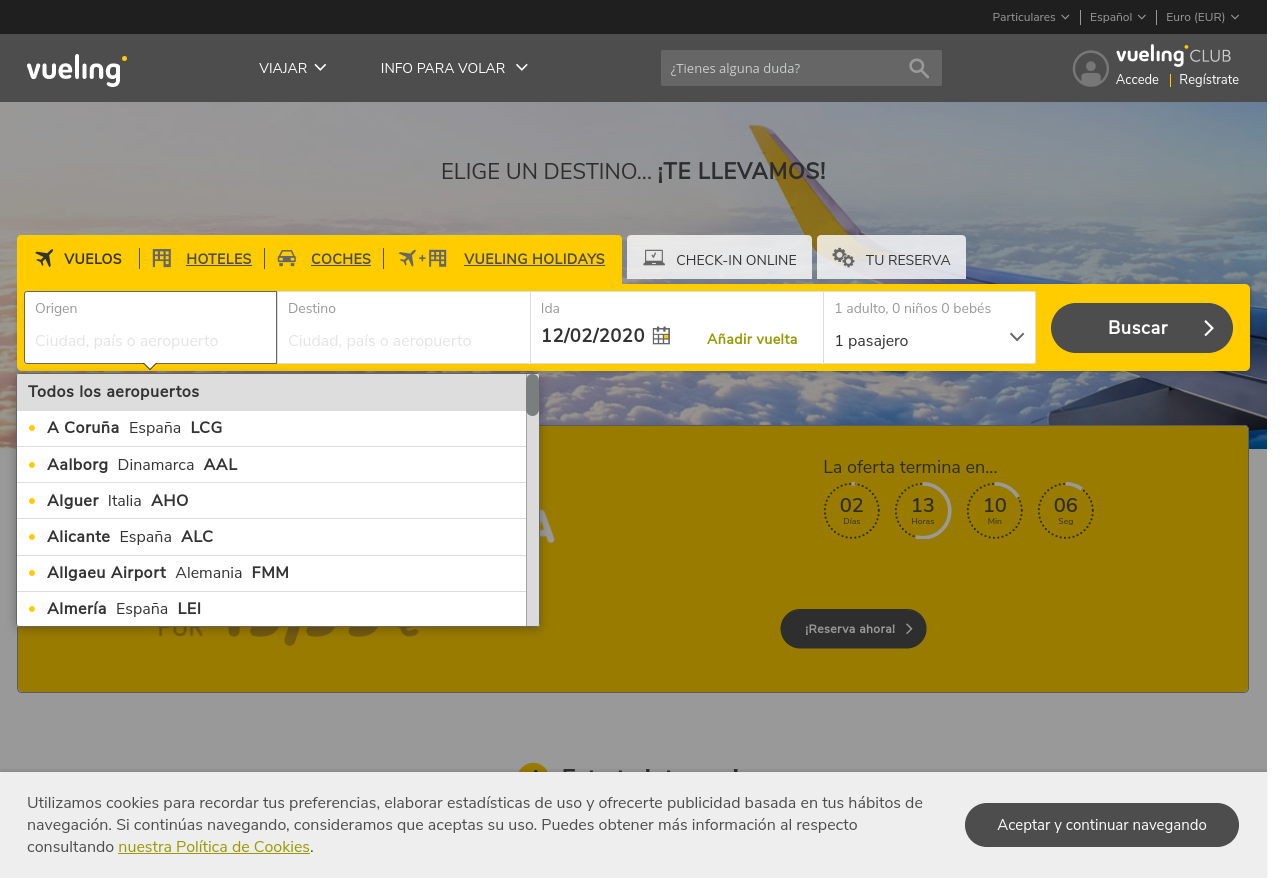 Particulares
Español
Euro (EUR)
vueling
VIAJAR
INFO PARA VOLAR
¿Tienes alguna duda?
vueling CLUB
Accede
Regístrate
ELIGE UN DESTINO... ¡TE LLEVAMOS!
VUELOS
HOTELES
COCHES
+
VUELING HOLIDAYS
CHECK-IN ONLINE
TU RESERVA
Origen
Ciudad, país o aeropuerto
Destino
Ciudad, país o aeropuerto
Ida
12/02/2020
Añadir vuelta
1 adulto, 0 niños 0 bebés
1 pasajero
Buscar
Todos los aeropuertos
A Coruña España LCG
Aalborg Dinamarca AAL
Alguer Italia AHO
Alicante España ALC
Allgaeu Airport Alemania FMM
Almería España LEI
La oferta termina en...
02 Días
13 Horas
10 Min
06 Seg
¡Reserva ahora!
Utilizamos cookies para recordar tus preferencias, elaborar estadísticas de uso y ofrecerte publicidad basada en tus hábitos de
navegación. Si continúas navegando, consideramos que aceptas su uso. Puedes obtener más información al respecto
consultando nuestra Política de Cookies.
Aceptar y continuar navegando